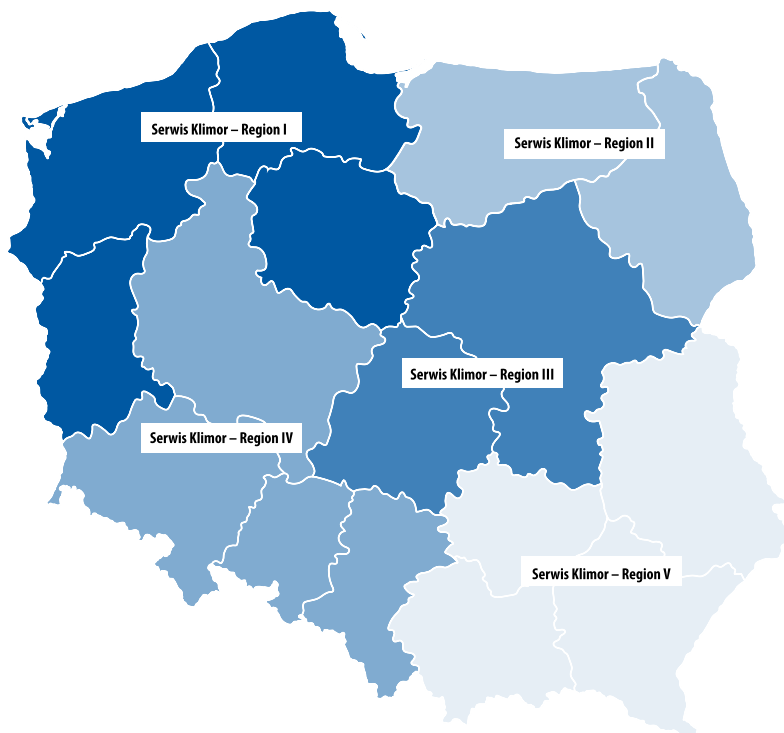 Serwis Klimor – Region I
Serwis Klimor – Region II
Serwis Klimor – Region III
Serwis Klimor – Region IV
Serwis Klimor – Region V